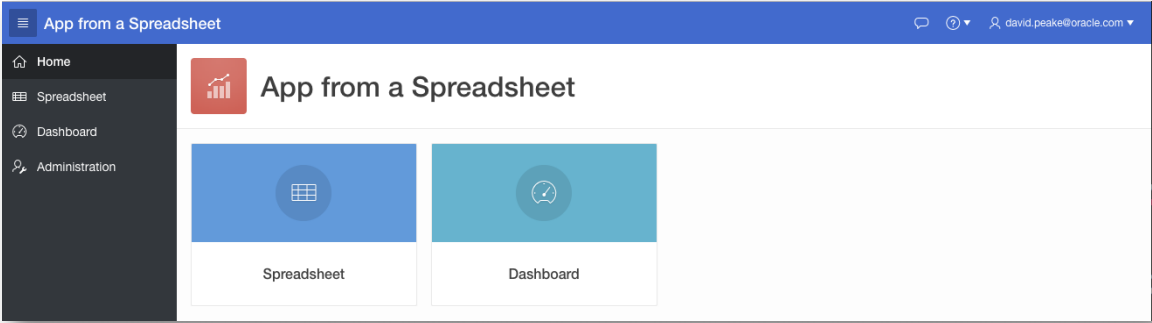 App from a Spreadsheet
david.peake@oracle.com
Home
Spreadsheet
Dashboard
Administration
App from a Spreadsheet
Spreadsheet
Dashboard